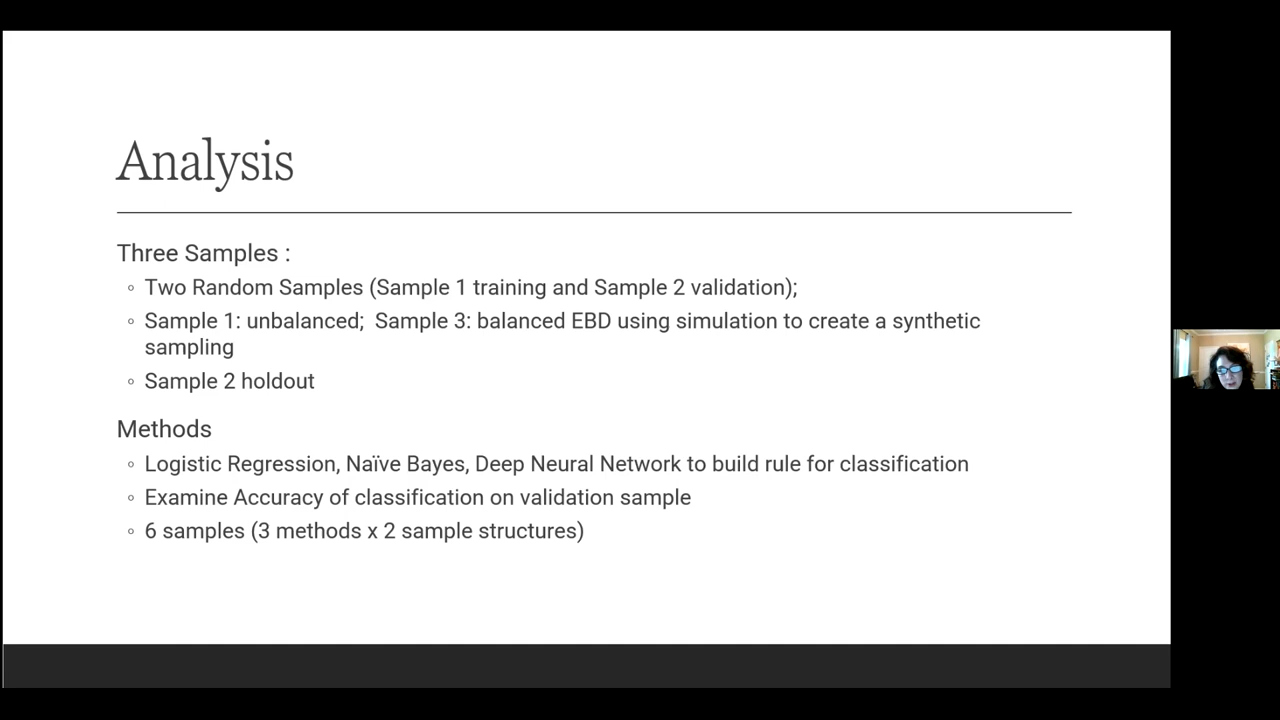 Analysis
Three Samples :
◦ Two Random Samples (Sample 1 training and Sample 2 validation);
◦ Sample 1: unbalanced;  Sample 3: balanced EBD using simulation to create a synthetic
sampling
◦ Sample 2 holdout
Methods
◦ Logistic Regression, Naïve Bayes, Deep Neural Network to build rule for classification
◦ Examine Accuracy of classification on validation sample
◦ 6 samples (3 methods x 2 sample structures)